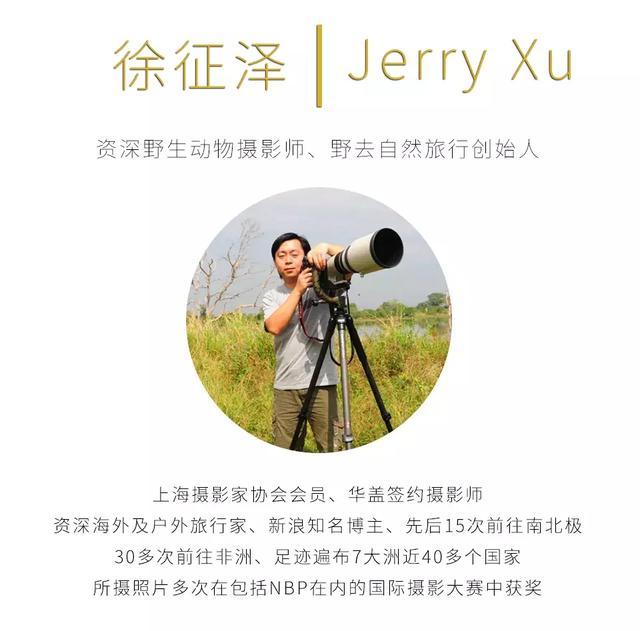 徐征泽 | Jerry Xu
资深野生动物摄影师、野去自然旅行创始人
上海摄影家协会会员、华盖签约摄影师
资深海外及户外旅行家、新浪知名博主、先后15次前往南北极
30多次前往非洲、足迹遍布7大洲近40多个国家
所摄照片多次在包括NBP在内的国际摄影大赛中获奖